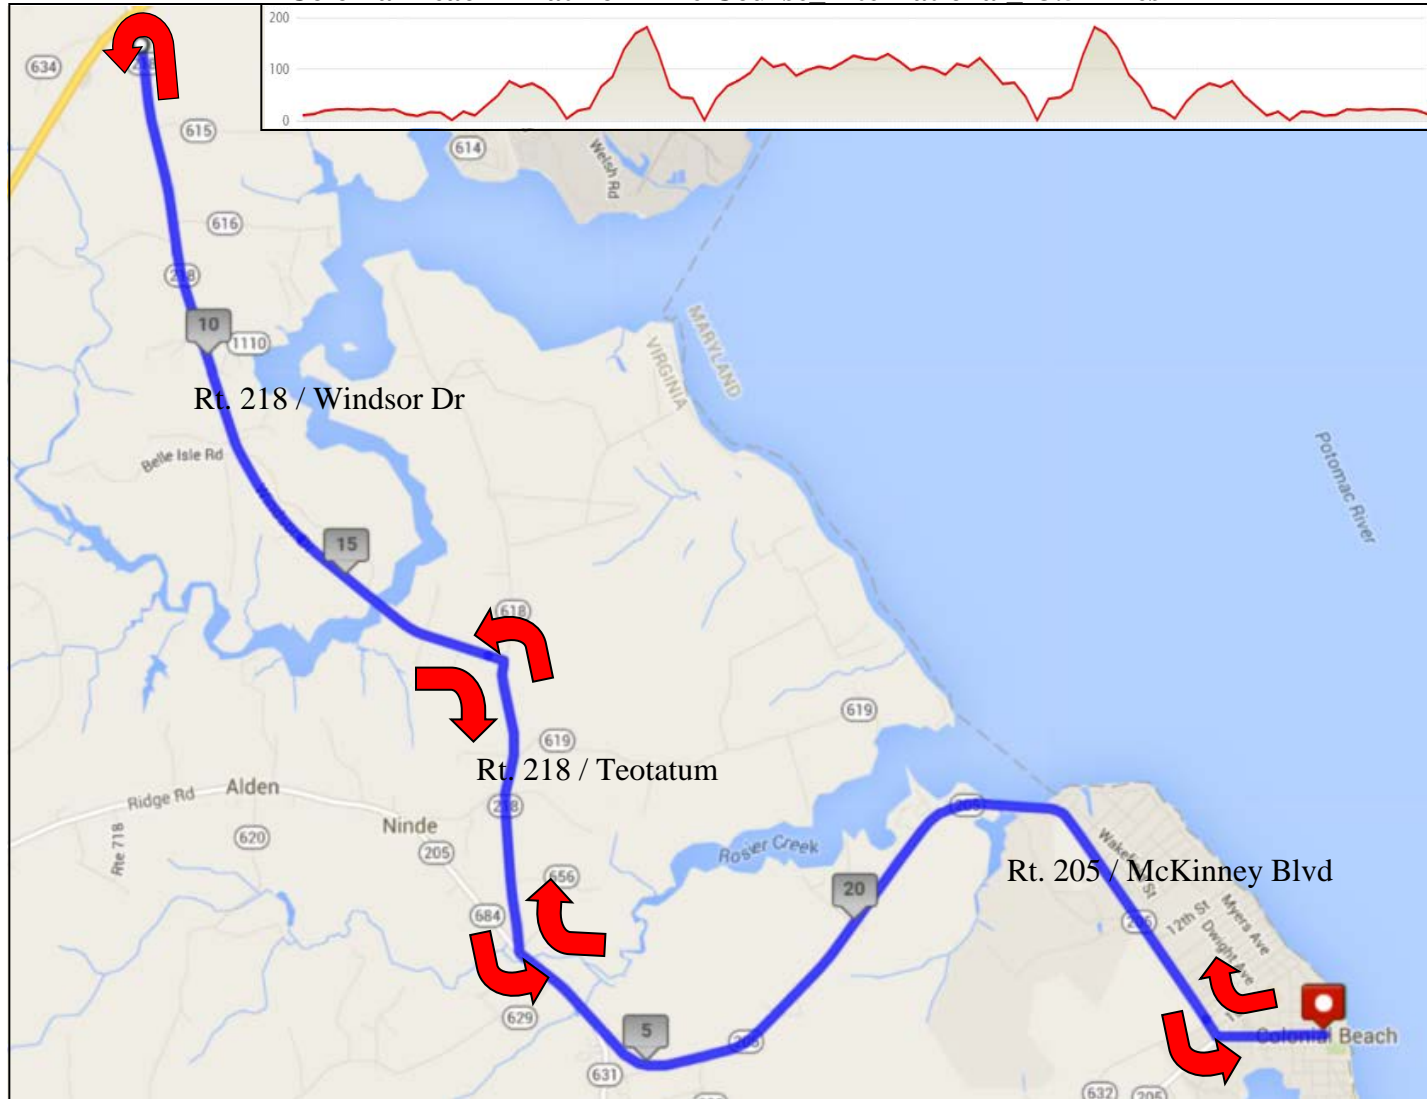 200
100
0
634
218
615
614
Welsh Rd
616
218
10
1110
MARYLAND
VIRGINIA
Rt. 218 / Windsor Dr
Belle Isle Rd
Potomac River
15
618
619
619
Rt. 218 / Teotatum
Ridge Rd
Alden
218
205
Rte 718
620
Ninde
205
Rosier Creek
Rt. 205 / McKinney Blvd
656
20
684
12th St
Myers Ave
Dwight Ave
205
629
5
205
Colonial Beach
631
632
205